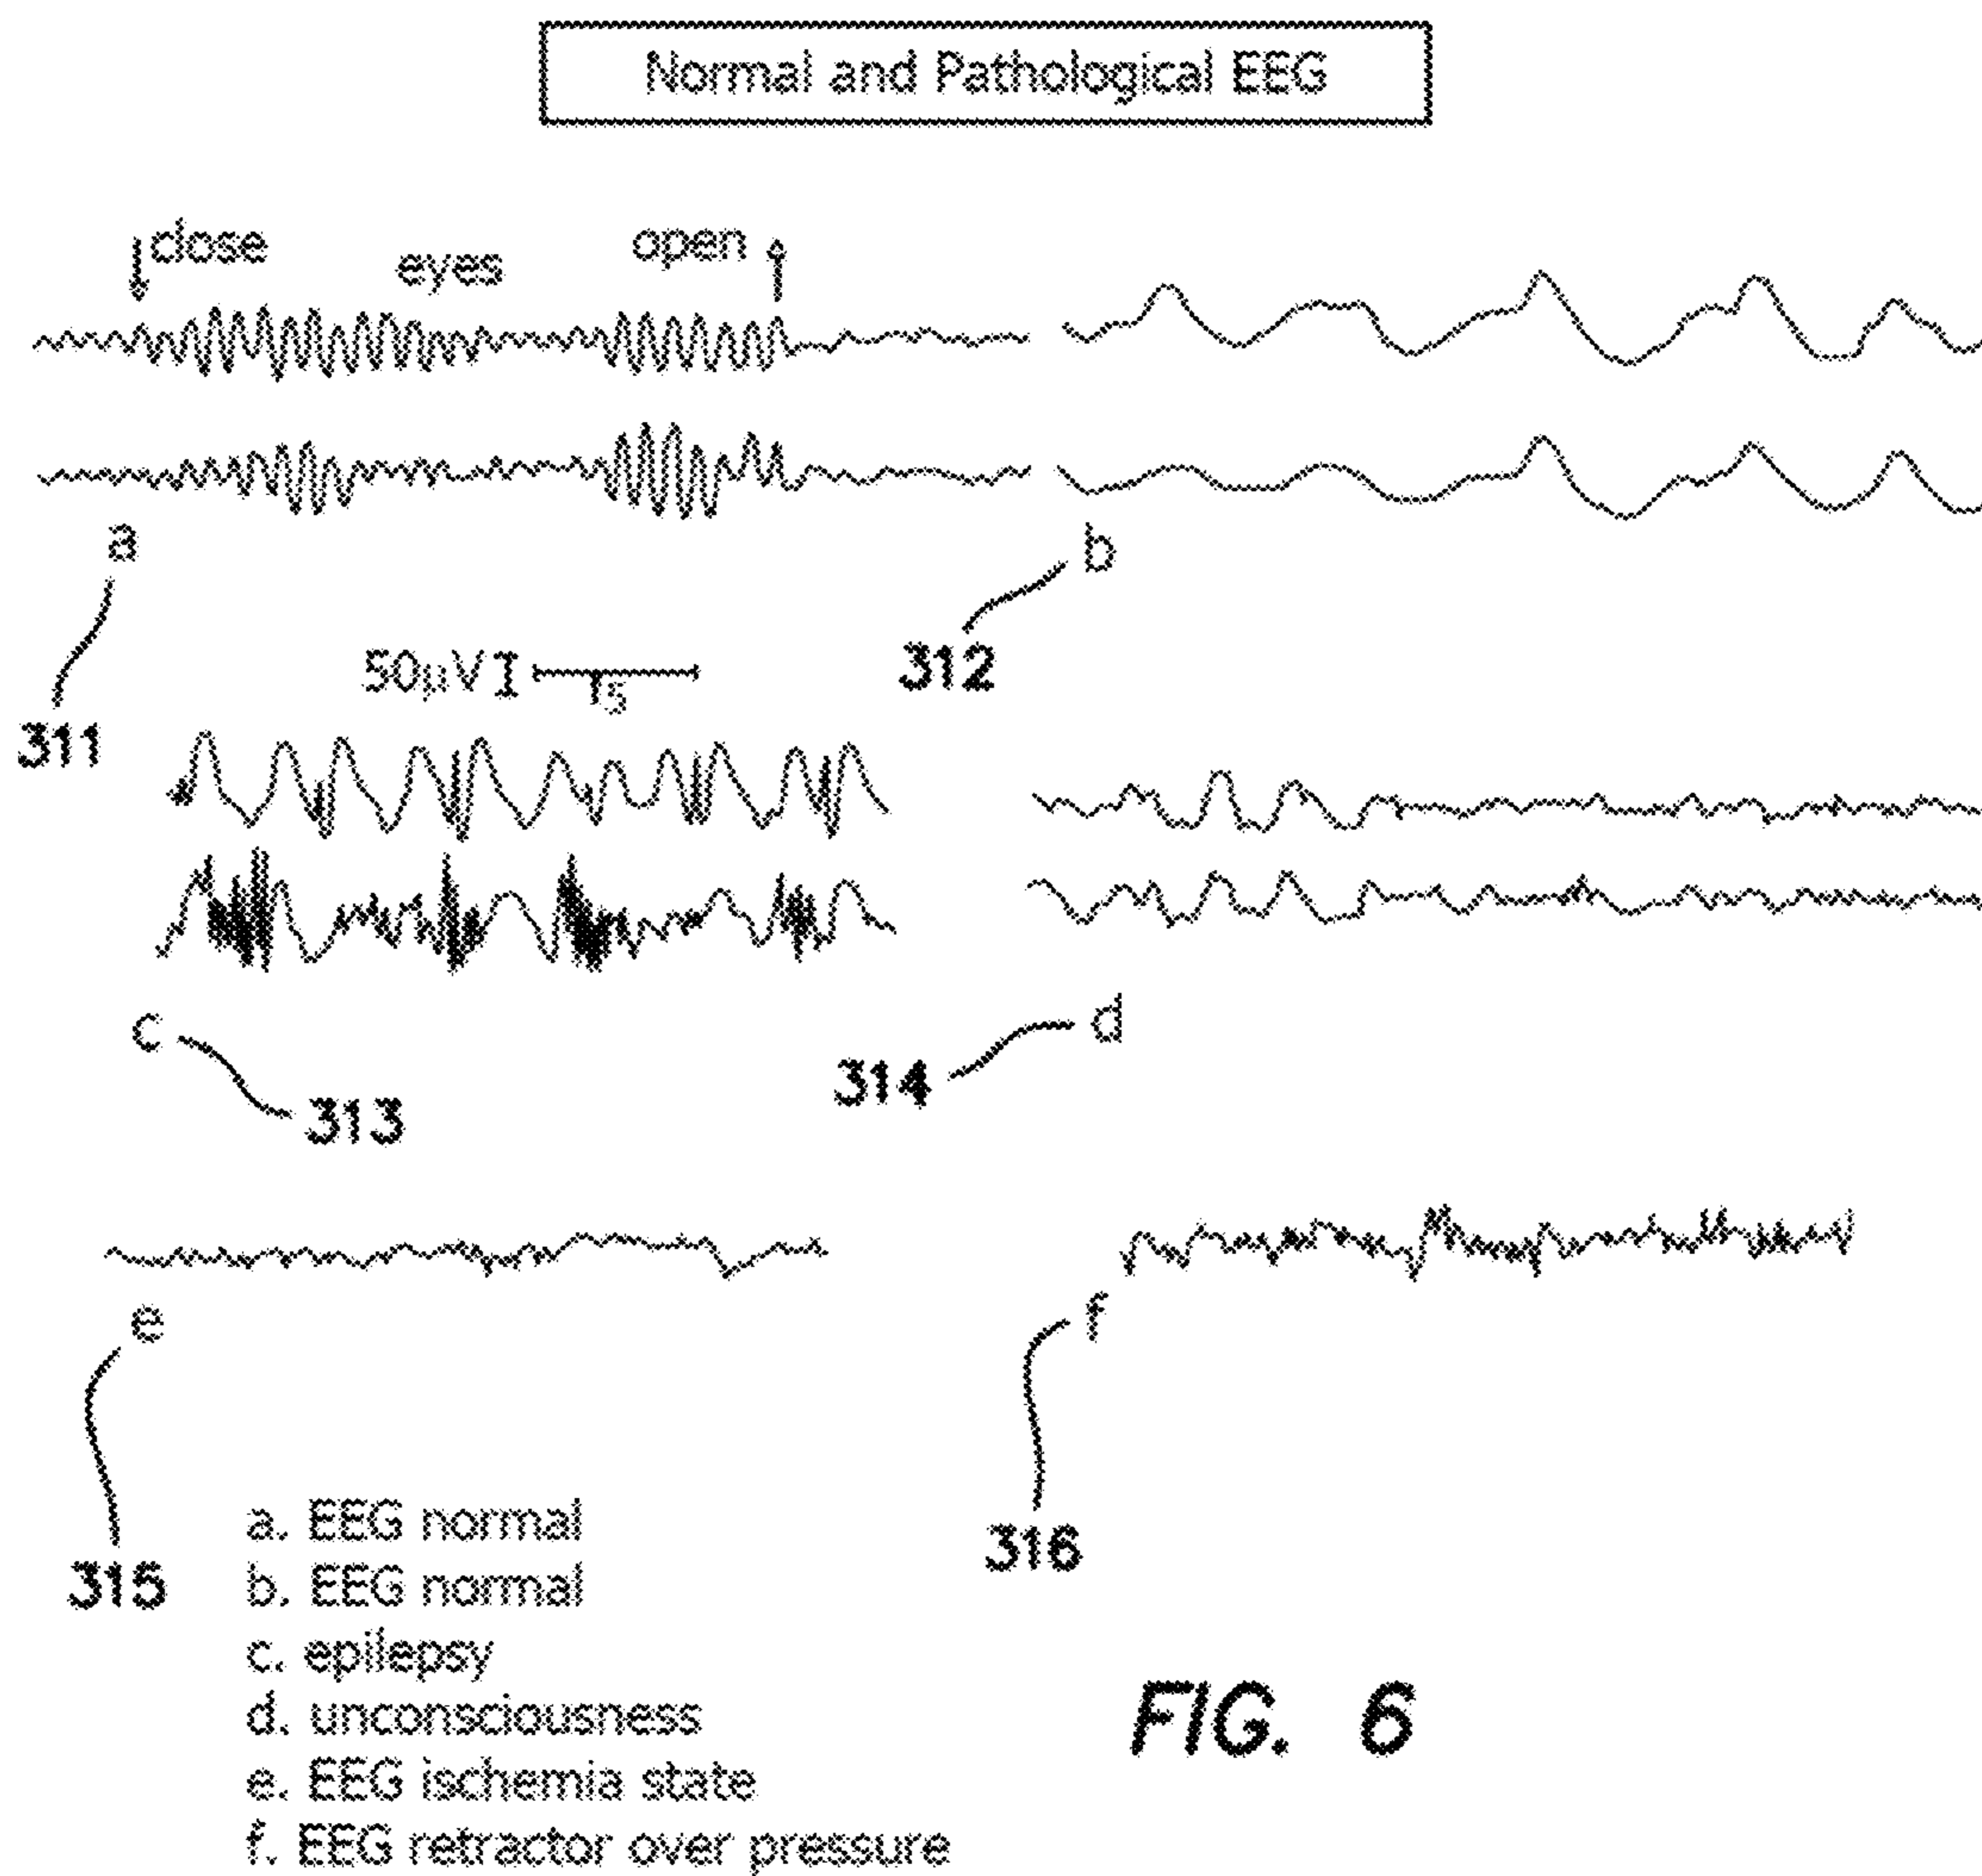 Normal and Pathological EEG
close eyes open
a
b
311
312
50μV
313
c
314
d
e
f
315
316
a. EEG normal
b. EEG normal
c. epilepsy
d. unconsciousness
e. EEG ischemia state
f. EEG retractor over pressure
FIG. 6